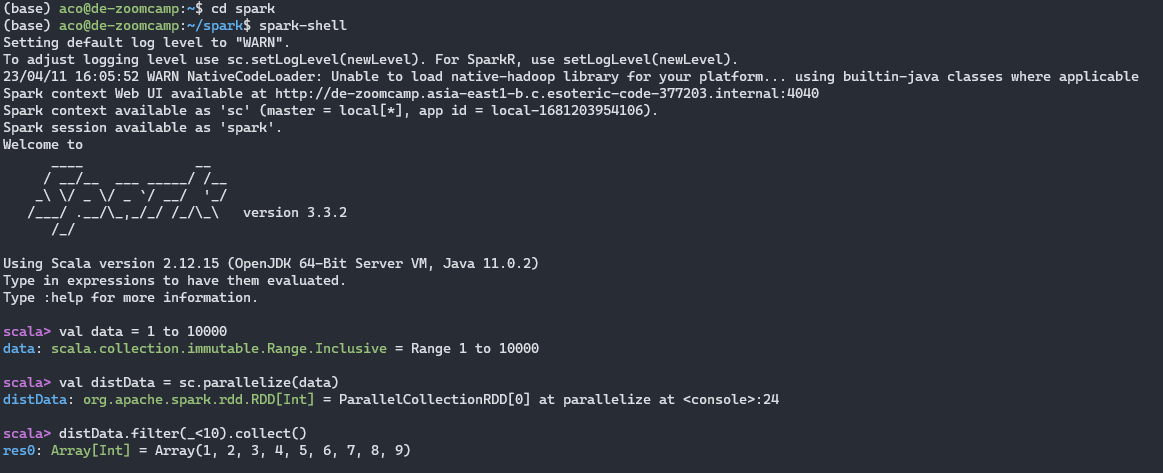 (base) aco@de-zoomcamp:~$ cd spark
(base) aco@de-zoomcamp:~/spark$ spark-shell
Setting default log level to "WARN".
To adjust logging level use sc.setLogLevel(newLevel). For SparkR, use setLogLevel(newLevel).
23/04/11 16:05:52 WARN NativeCodeLoader: Unable to load native-hadoop library for your platform... using builtin-java classes where applicable
Spark context Web UI available at http://de-zoomcamp.asia-east1-b.c.esoteric-code-377203.internal:4040
Spark context available as 'sc' (master = local[*], app id = local-1681203954106).
Spark session available as 'spark'.
Welcome to
      ____              __
     / __/__  ___ _____/ /__
    _\ \/ _ \/ _ `/ __/  '_/
   /___/ .__/\_,_/_/ /_/\_\   version 3.3.2
      /_/
Using Scala version 2.12.15 (OpenJDK 64-Bit Server VM, Java 11.0.2)
Type in expressions to have them evaluated.
Type :help for more information.
scala> val data = 1 to 10000
data: scala.collection.immutable.Range.Inclusive = Range 1 to 10000
scala> val distData = sc.parallelize(data)
distData: org.apache.spark.rdd.RDD[Int] = ParallelCollectionRDD[0] at parallelize at <console>:24
scala> distData.filter(_<10).collect()
res0: Array[Int] = Array(1, 2, 3, 4, 5, 6, 7, 8, 9)